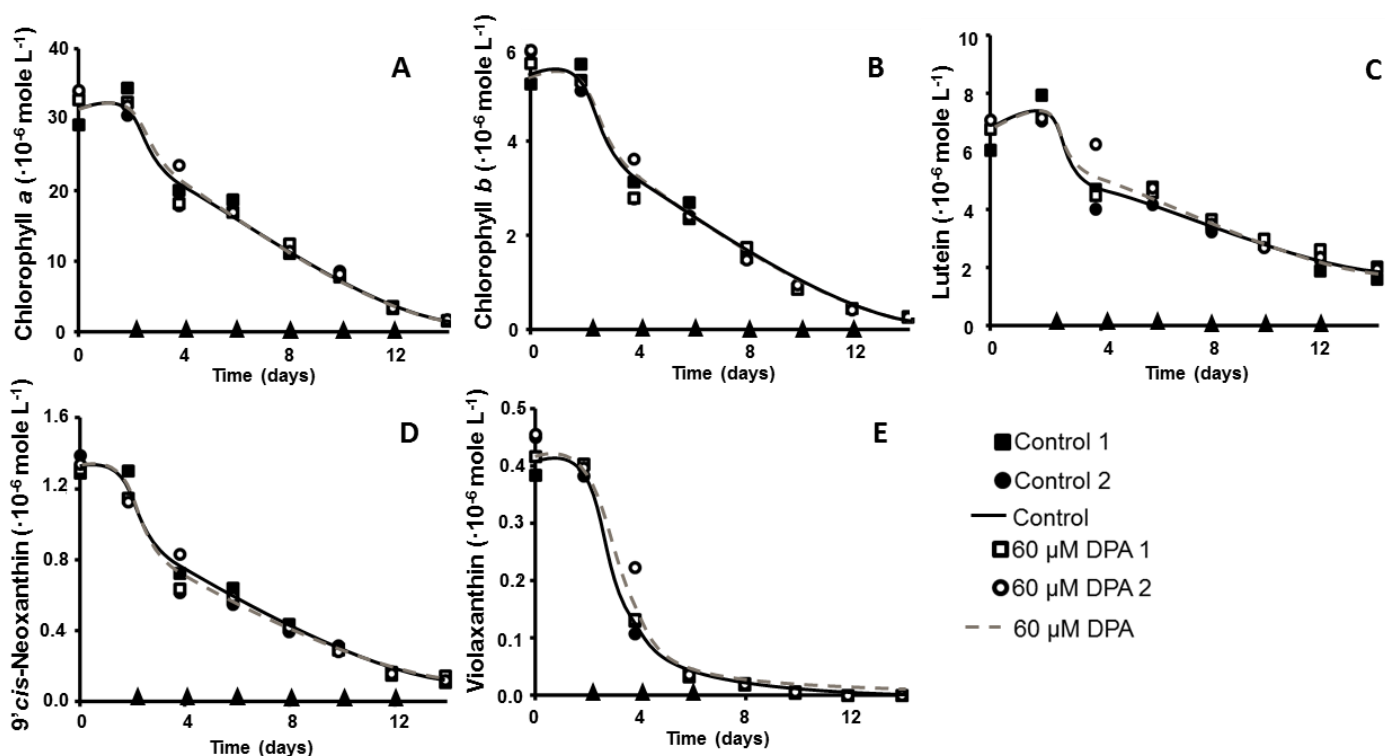 A
Chlorophyll a (·10⁻⁶ mole L⁻¹)
40
30
20
10
0
0 4 8 12
Time (days)
B
Chlorophyll b (·10⁻⁶ mole L⁻¹)
6
4
2
0
0 4 8 12
Time (days)
C
Lutein (·10⁻⁶ mole L⁻¹)
10
8
6
4
2
0
0 4 8 12
Time (days)
D
9'cis-Neoxanthin (·10⁻⁶ mole L⁻¹)
1.6
1.2
0.8
0.4
0.0
0 4 8 12
Time (days)
E
Violaxanthin (·10⁻⁶ mole L⁻¹)
0.5
0.4
0.3
0.2
0.1
0.0
0 4 8 12
Time (days)
Control 1
Control 2
Control
60 µM DPA 1
60 µM DPA 2
60 µM DPA